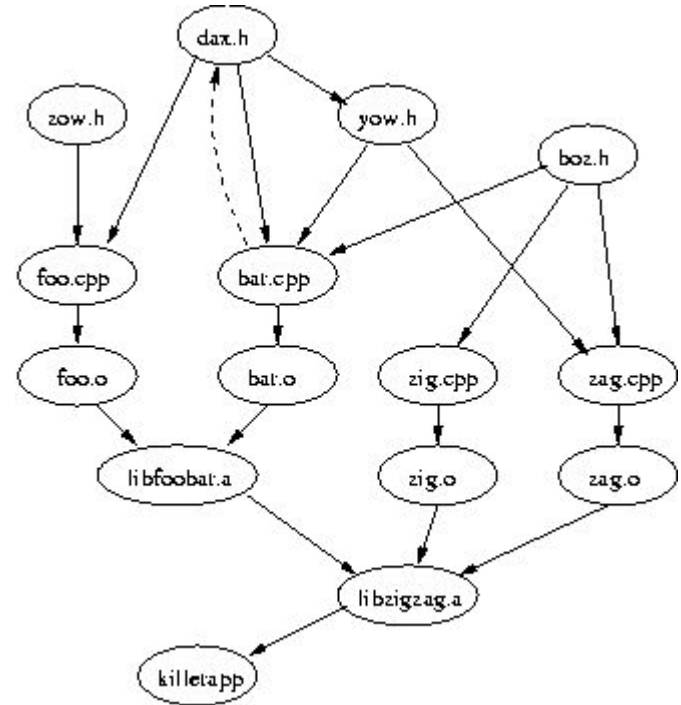 dax.h
zow.h
yow.h
boz.h
foo.cpp
bar.cpp
foo.o
bar.o
zig.cpp
zag.cpp
libfoobar.a
zig.o
zag.o
libzigzag.a
killerapp